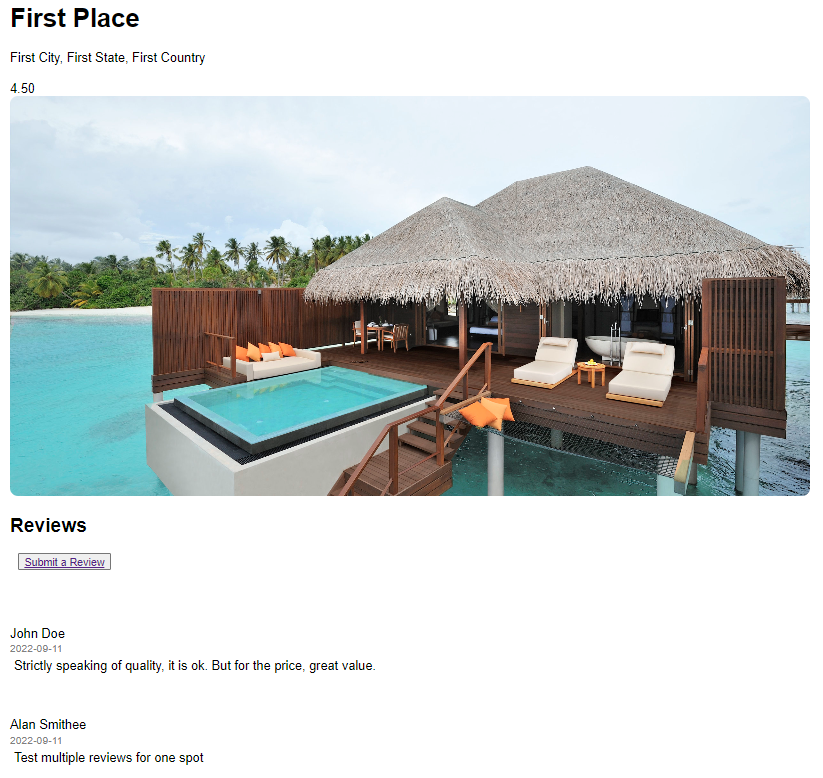 First Place
First City, First State, First Country
4.50
Reviews
Submit a Review
John Doe
2022-09-11
Strictly speaking of quality, it is ok. But for the price, great value.
Alan Smithee
2022-09-11
Test multiple reviews for one spot